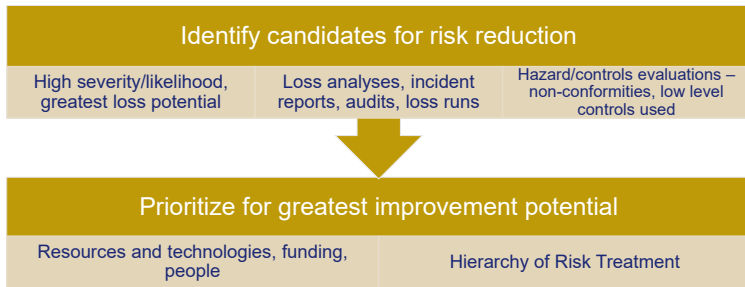 Identify candidates for risk reduction
High severity/likelihood,
greatest loss potential
Loss analyses, incident
reports, audits, loss runs
Hazard/controls evaluations –
non-conformities, low level
controls used
Prioritize for greatest improvement potential
Resources and technologies, funding,
people
Hierarchy of Risk Treatment